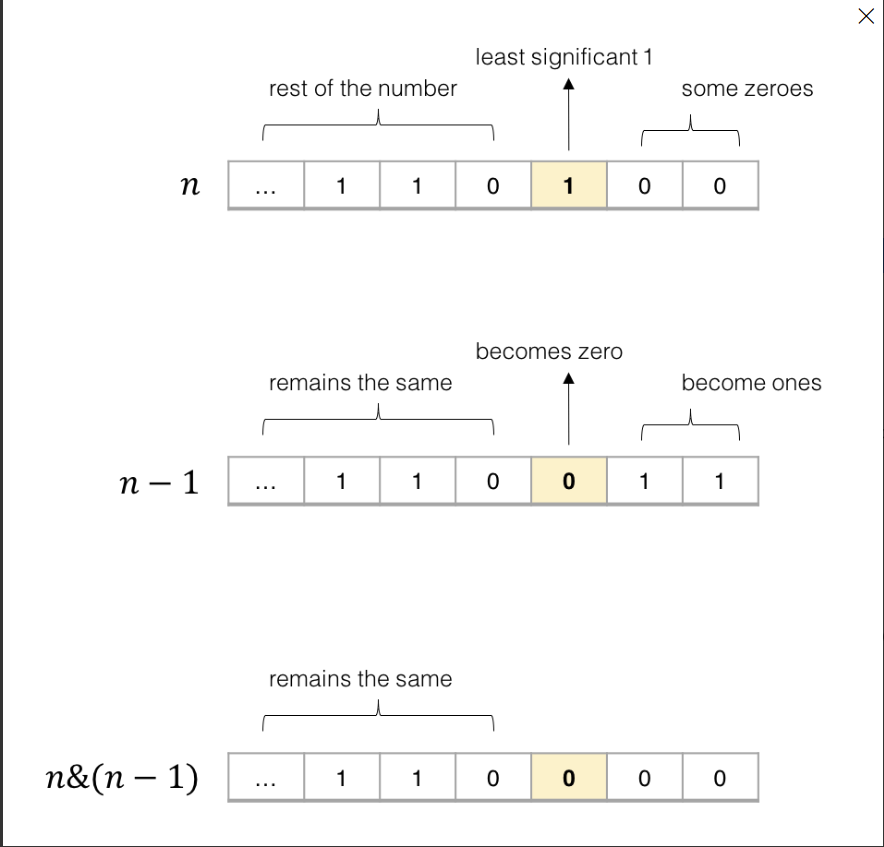 least significant 1
rest of the number
some zeroes
n
... 1 1 0 1 0 0
becomes zero
remains the same
become ones
n − 1
... 1 1 0 0 1 1
remains the same
n&(n − 1)
... 1 1 0 0 0 0